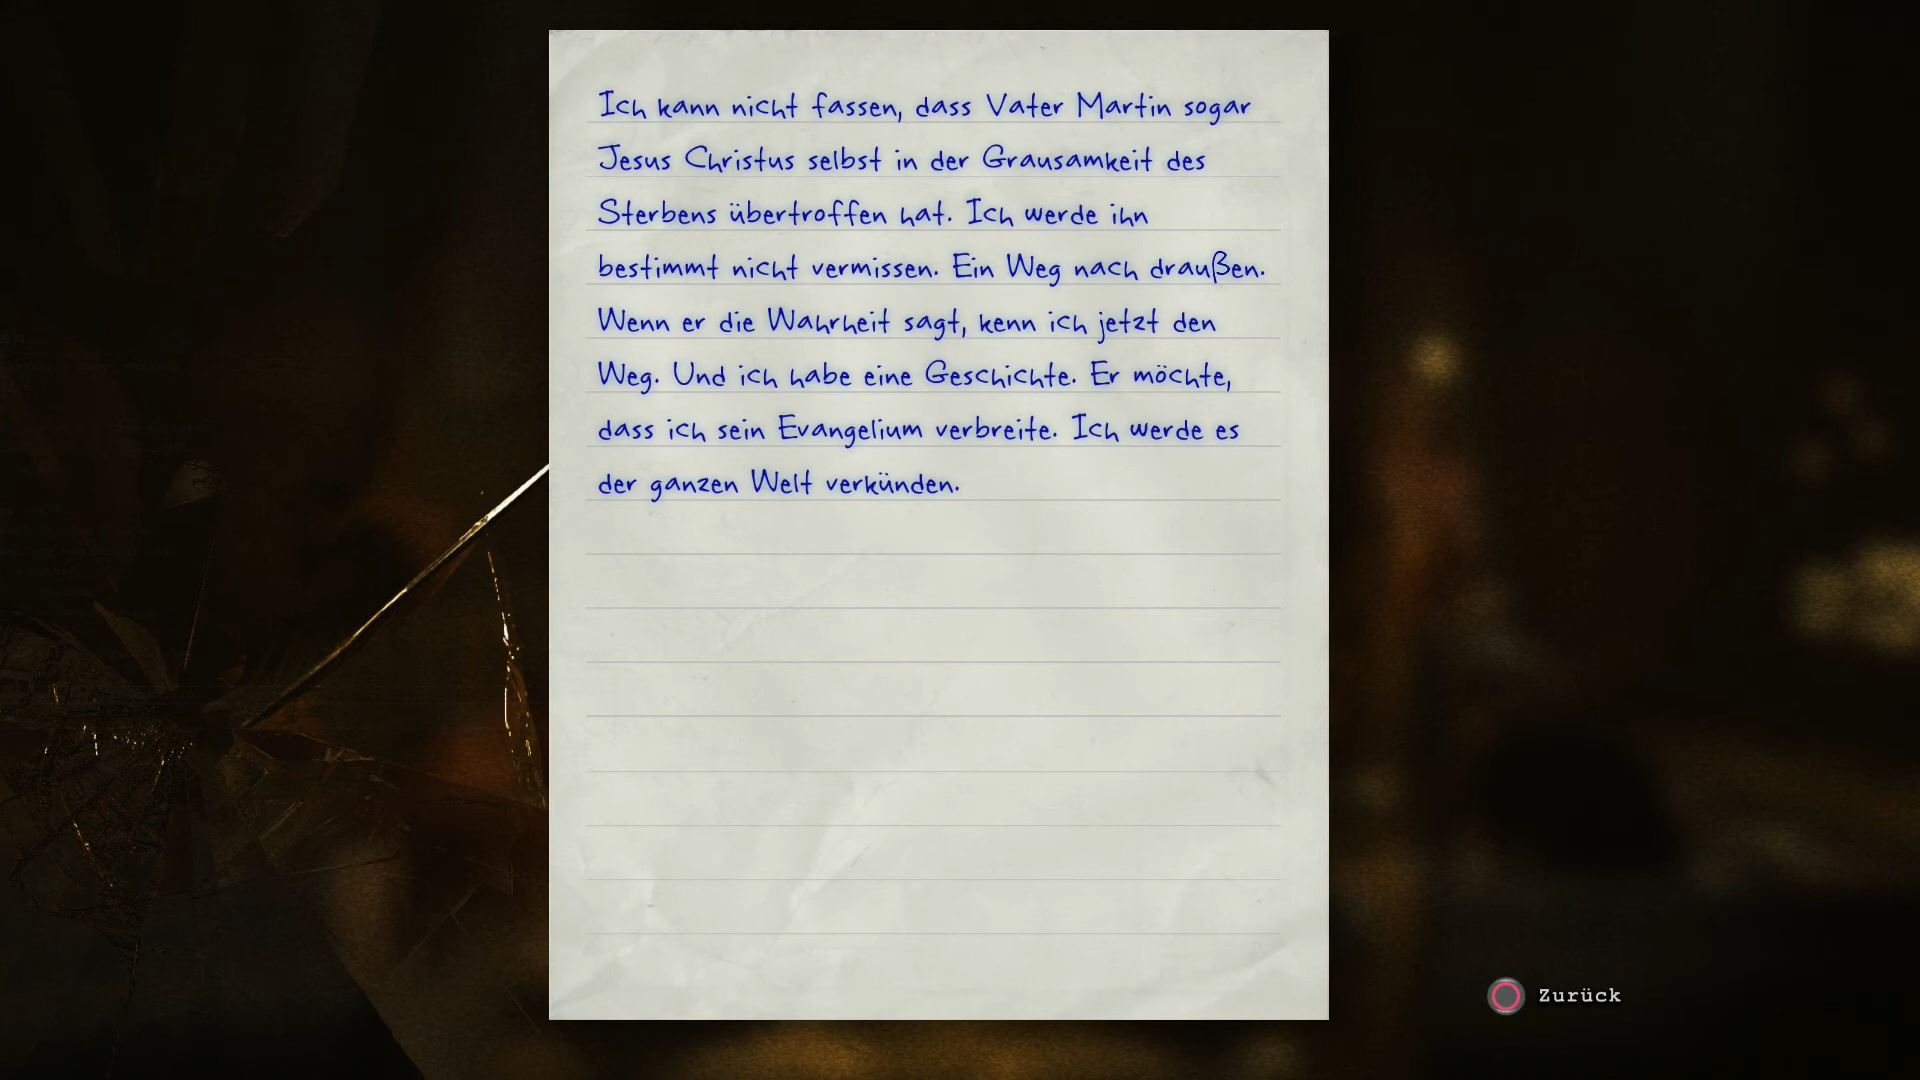 Ich kann nicht fassen, dass Vater Martin sogar
Jesus Christus selbst in der Grausamkeit des
Sterbens übertroffen hat. Ich werde ihn
bestimmt nicht vermissen. Ein Weg nach draußen.
Wenn er die Wahrheit sagt, kenn ich jetzt den
Weg. Und ich habe eine Geschichte. Er möchte,
dass ich sein Evangelium verbreite. Ich werde es
der ganzen Welt verkünden.
Zurück